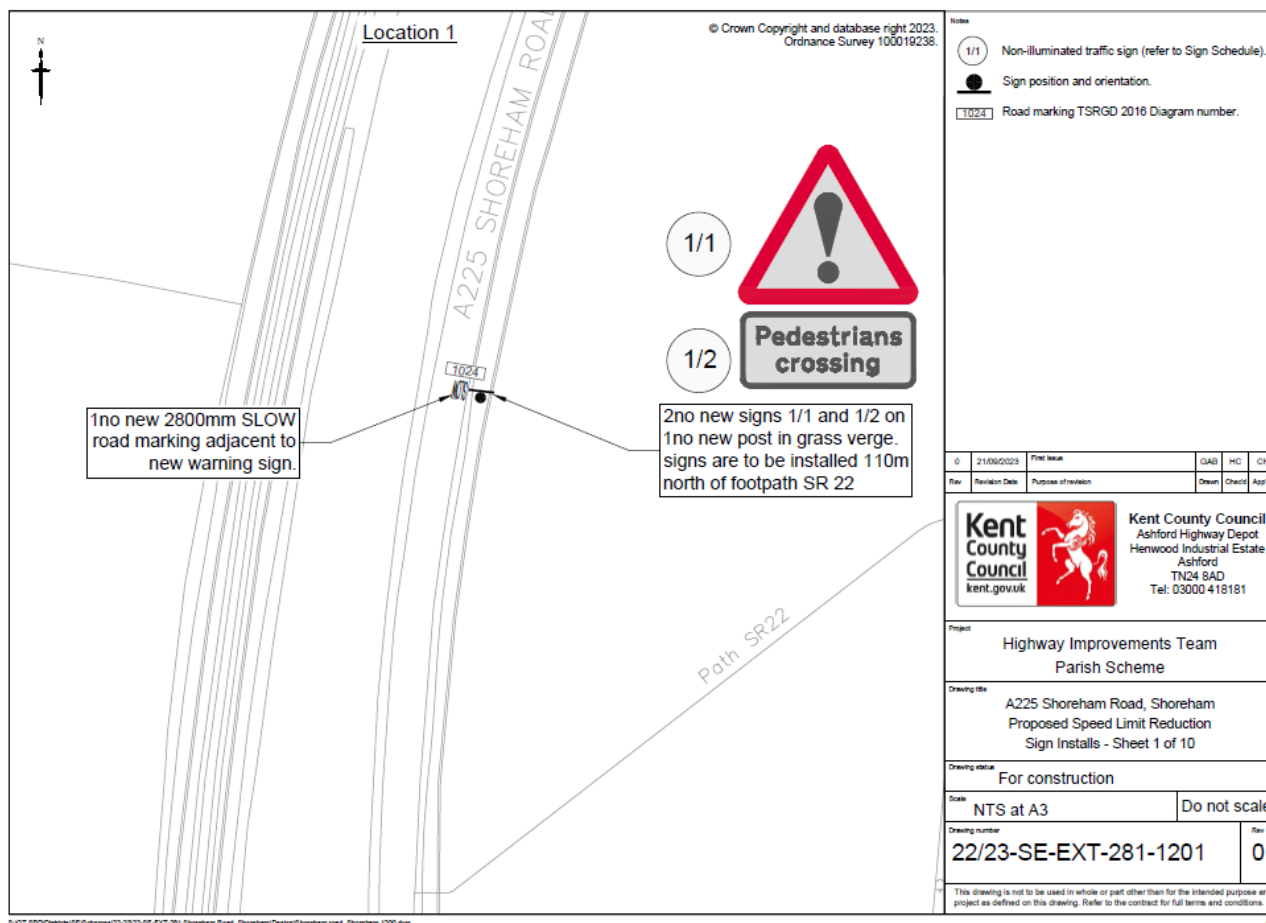 Location 1
© Crown Copyright and database right 2023.
Ordnance Survey 100019238.
N
A225 SHOREHAM ROAD
1/1
1/2
Pedestrians
crossing
1024
SLOW
1no new 2800mm SLOW
road marking adjacent to
new warning sign.
2no new signs 1/1 and 1/2 on
1no new post in grass verge.
signs are to be installed 110m
north of footpath SR 22
Path SR22
Notes
1/1 Non-illuminated traffic sign (refer to Sign Schedule).
Sign position and orientation.
1024 Road marking TSRGD 2016 Diagram number.
0 21/09/2023 First Issue GAB HC
Rev Revision Date Purpose of revision Drawn Check'd
Kent
County
Council
kent.gov.uk
Kent County Council
Ashford Highway Depot
Henwood Industrial Estate
Ashford
TN24 8AD
Tel: 03000 418181
Project
Highway Improvements Team
Parish Scheme
Drawing title
A225 Shoreham Road, Shoreham
Proposed Speed Limit Reduction
Sign Installs - Sheet 1 of 10
Drawing status
For construction
Scale
NTS at A3
Do not scale
Drawing number
22/23-SE-EXT-281-1201
Rev
0
This drawing is not to be used in whole or part other than for the intended purpose
project as defined on this drawing. Refer to the contract for full terms and conditions.